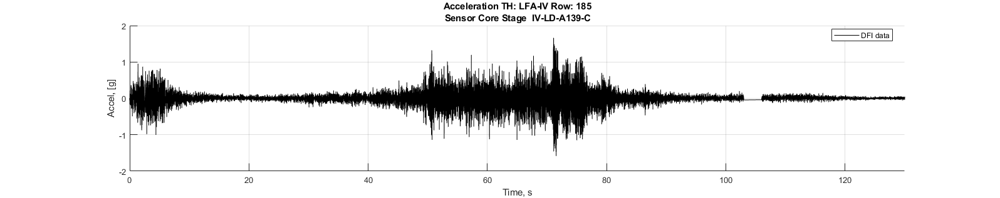 Acceleration TH: LFA-IV Row: 185
Sensor Core Stage  IV-LD-A139-C
DFI data
Accel, [g]
2
1
0
-1
-2
0 20 40 60 80 100 120
Time, s